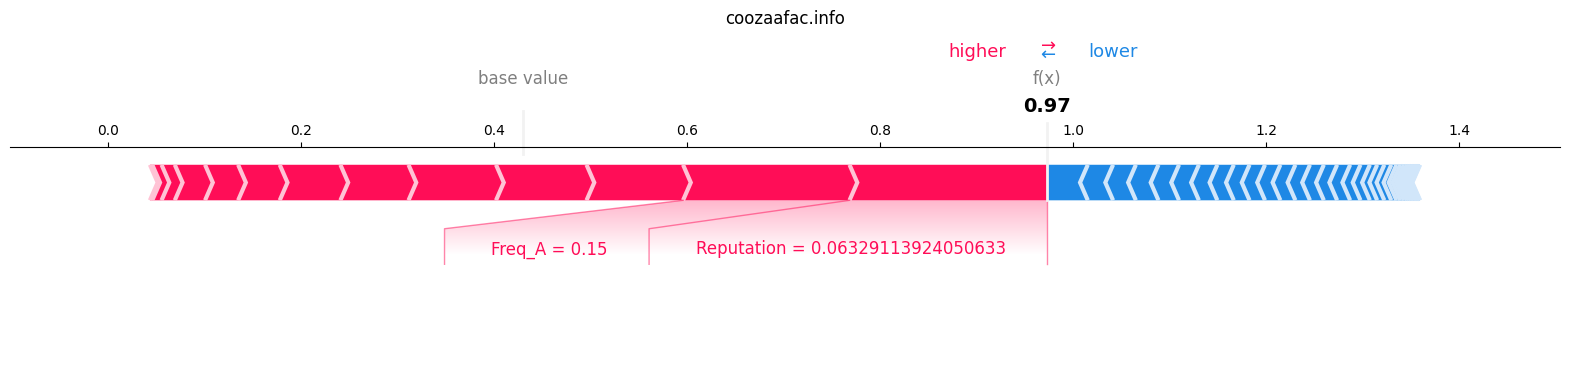 coozaafac.info
higher → ← lower
base value f(x)
0.97
0.0 0.2 0.4 0.6 0.8 1.0 1.2 1.4
Freq_A = 0.15 Reputation = 0.06329113924050633